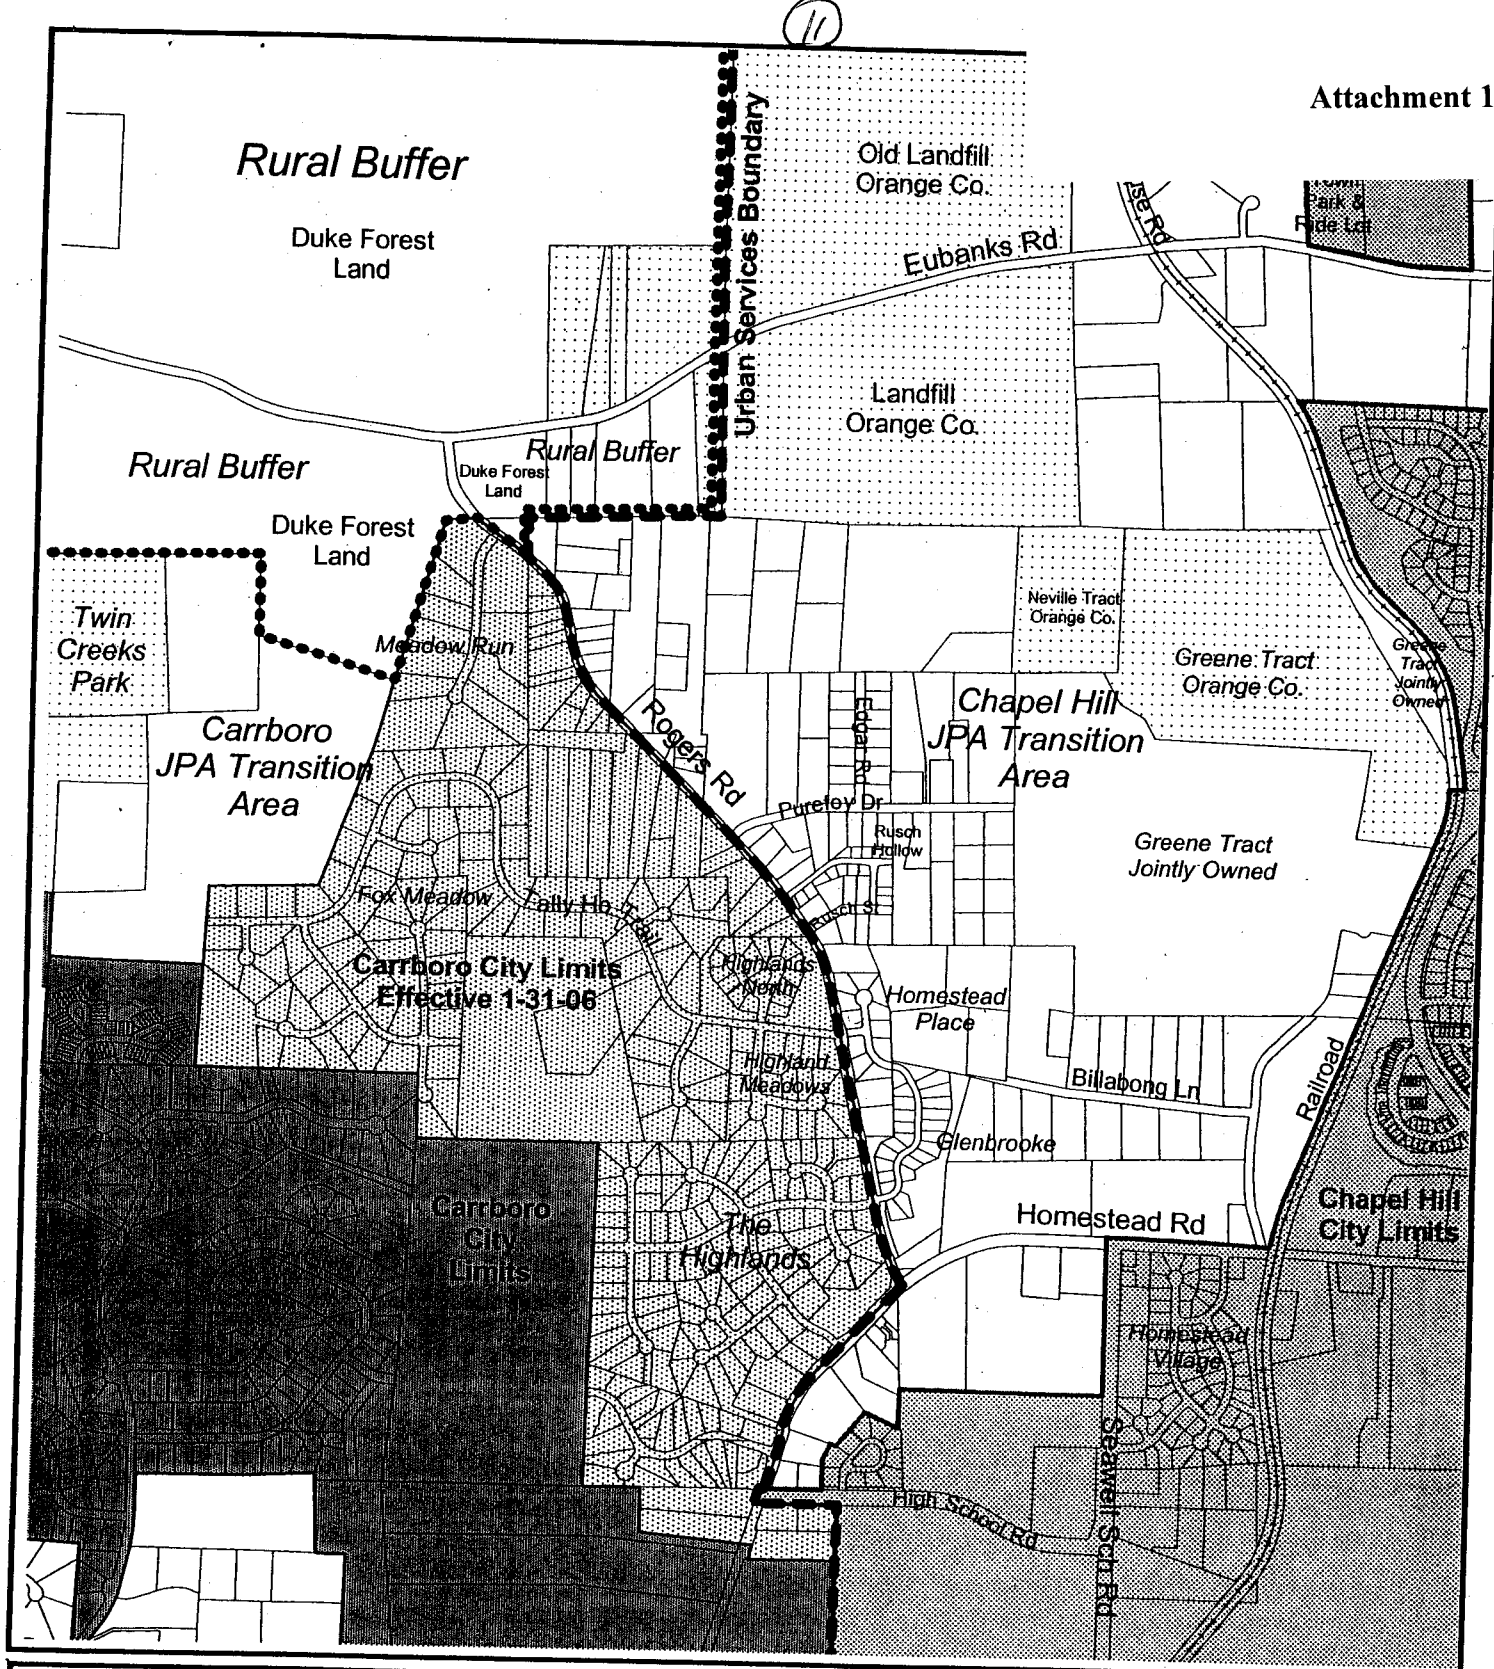 11
Attachment 1
Rural Buffer
Duke Forest
Land
Urban Services Boundary
Old Landfill
Orange Co.
Eubanks Rd
Park &
Ride Lot
Landfill
Orange Co.
Rural Buffer
Rural Buffer
Duke Forest
Land
Duke Forest
Land
Twin
Creeks
Park
Meadow Run
Neville Tract
Orange Co.
Greene Tract
Orange Co.
Greene
Tract
Jointly
Owned
Carrboro
JPA Transition
Area
Rogers Rd
Edgar Rd
Chapel Hill
JPA Transition
Area
Purefoy Dr
Rusch
Hollow
Greene Tract
Jointly Owned
Fox Meadow
Tally Ho Trail
Rusch St
Carrboro City Limits
Effective 1-31-06
Highlands
North
Homestead
Place
Highland
Meadows
Billabong Ln
Railroad
Glenbrooke
Carrboro
City
Limits
The
Highlands
Homestead Rd
Chapel Hill
City Limits
Homestead
Village
High School Rd
Seawell Sch Rd